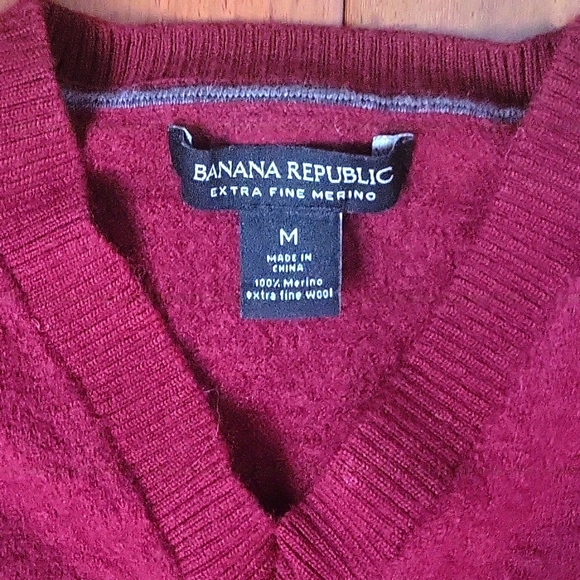 BANANA REPUBLIC
EXTRA FINE MERINO
M
MADE IN
CHINA
100% Merino
extra fine wool